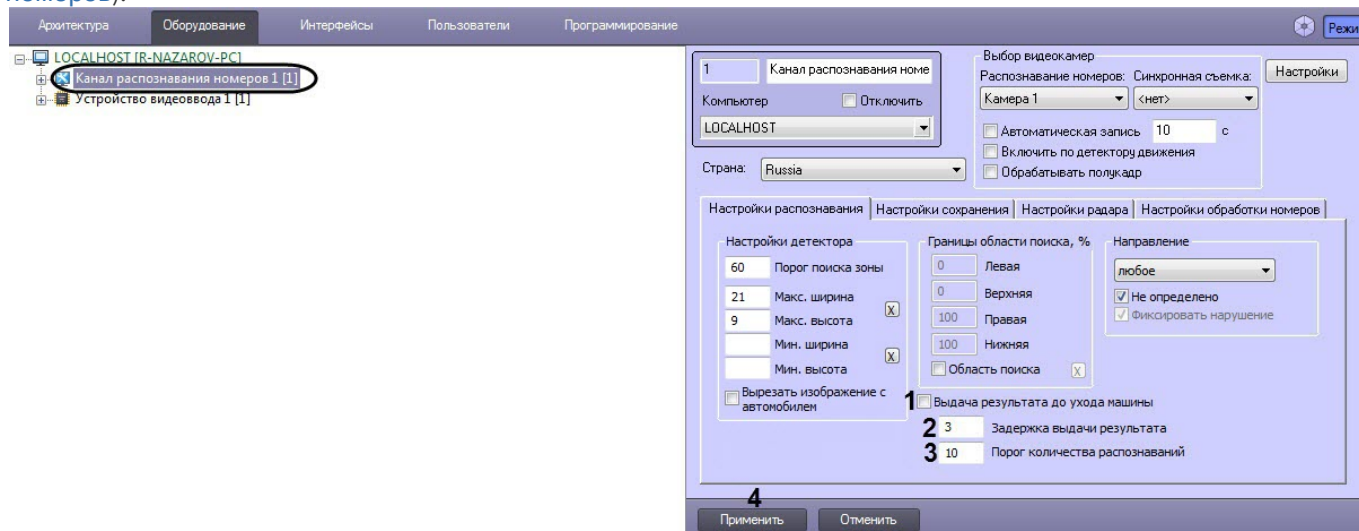 номеров).
Архитектура Оборудование Интерфейсы Пользователи Программирование Режи
LOCALHOST [R-NAZAROV-PC]
Канал распознавания номеров 1 [1]
Устройство видеоввода 1 [1]
1 Канал распознавания номе
Компьютер Отключить
LOCALHOST
Страна: Russia
Выбор видеокамер
Распознавание номеров: Синхронная съемка:
Камера 1 <нет>
Автоматическая запись 10 с
Включить по детектору движения
Обрабатывать полукадр
Настройки
Настройки распознавания Настройки сохранения Настройки радара Настройки обработки номеров
Настройки детектора
60 Порог поиска зоны
21 Макс. ширина
9 Макс. высота
X
Мин. ширина
Мин. высота
X
Вырезать изображение с
автомобилем
Границы области поиска, %
0 Левая
0 Верхняя
100 Правая
100 Нижняя
Область поиска X
Направление
любое
Не определено
Фиксировать нарушение
1 Выдача результата до ухода машины
2 3 Задержка выдачи результата
3 10 Порог количества распознаваний
4
Применить Отменить